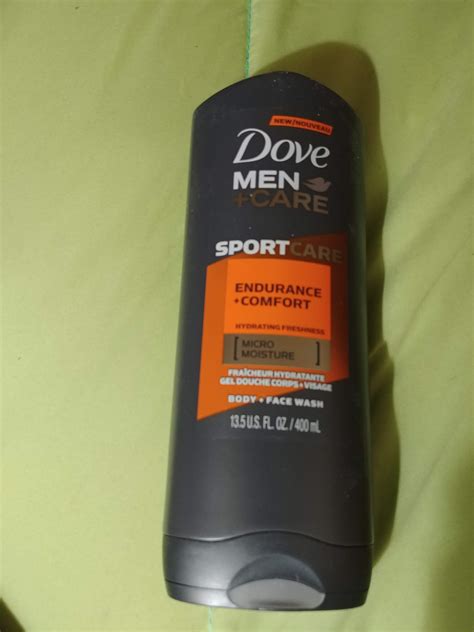 NEW/NOUVEAU
Dove
MEN
+CARE
SPORTCARE
ENDURANCE
+COMFORT
HYDRATING FRESHNESS
[MICRO
MOISTURE]
FRAÎCHEUR HYDRATANTE
GEL DOUCHE CORPS+VISAGE
BODY + FACE WASH
13.5 U.S. FL. OZ./400 mL